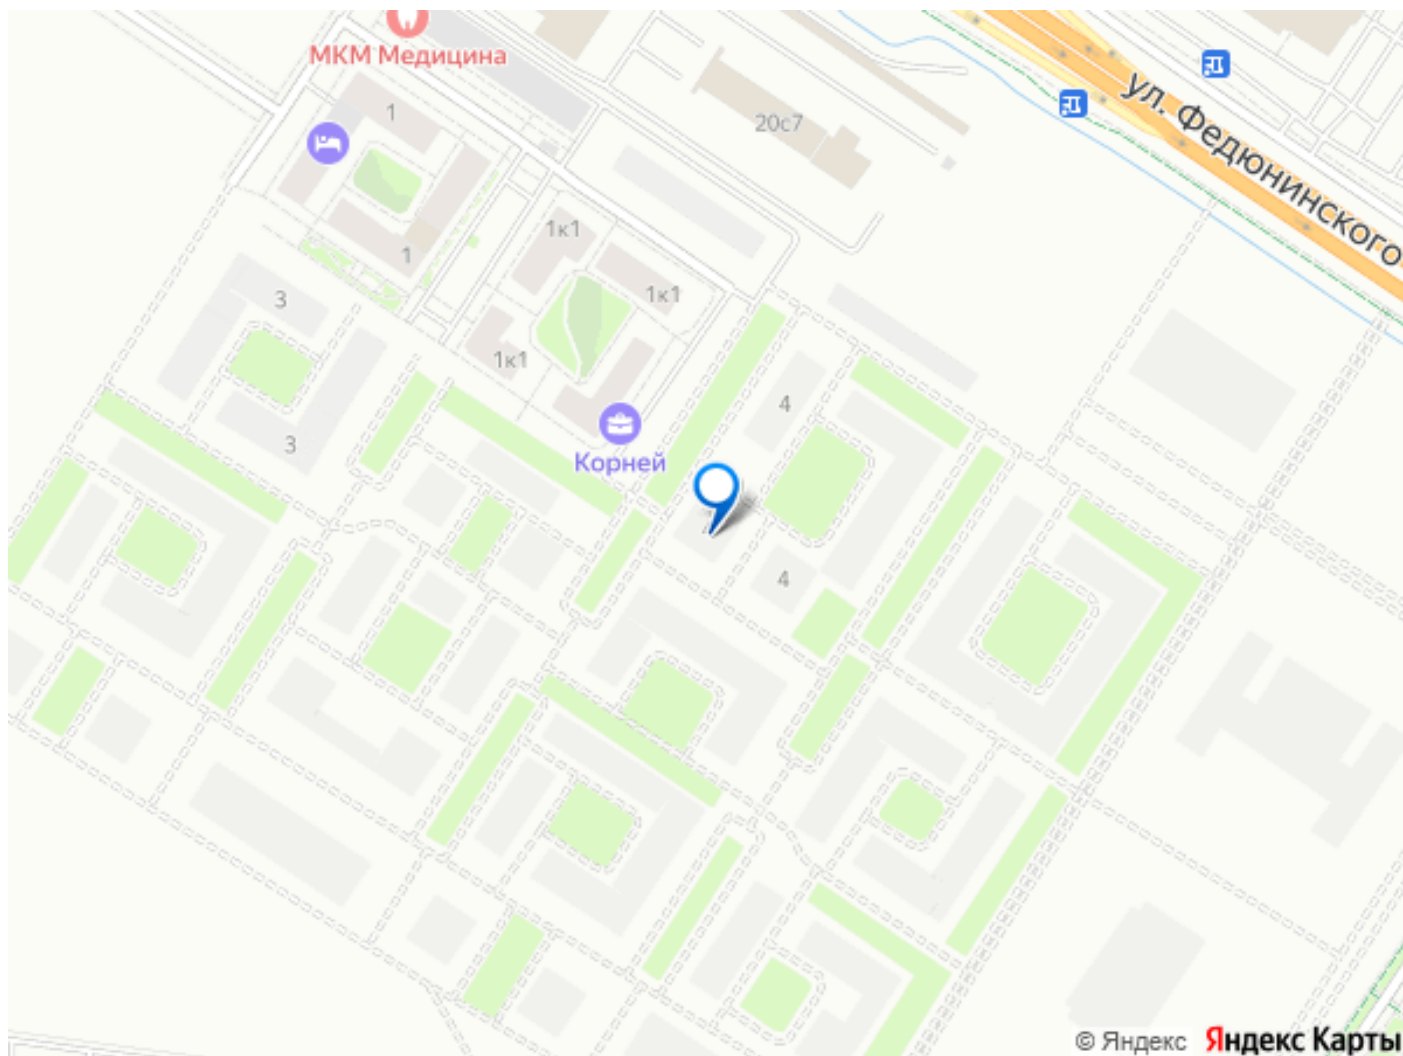 МКМ Медицина
1
20с7
ул. Федюнинского
1к1
1
3
1к1
1к1
4
3
Корней
4
© Яндекс Яндекс Карты